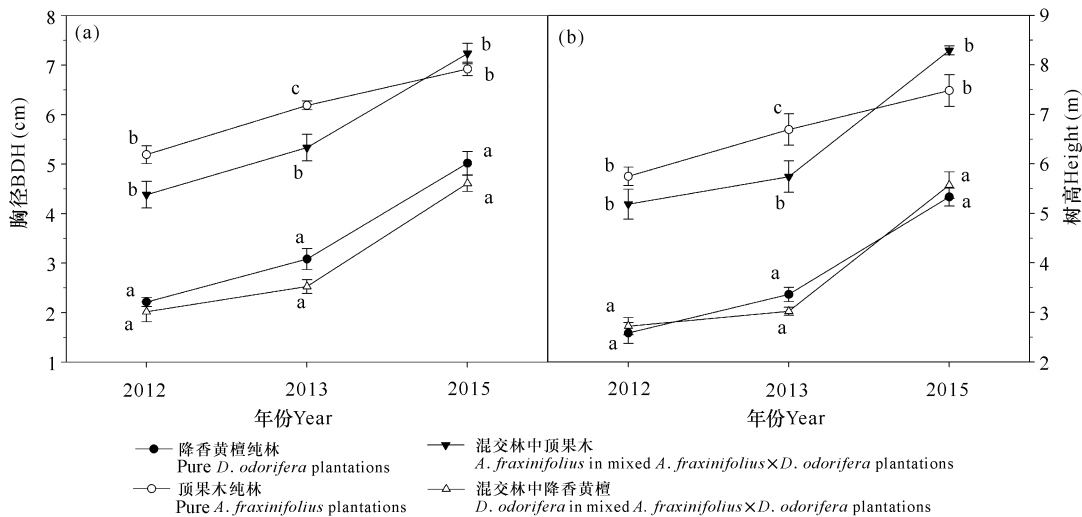 (a)
胸径BDH(cm)
8
7
6
5
4
3
2
1
b
b
c
b
b
b
a
a
a
a
a
a
2012
2013
2015
年份Year
(b)
树高Height(m)
9
8
7
6
5
4
3
2
b
b
c
b
b
b
a
a
a
a
a
a
2012
2013
2015
年份Year
降香黄檀纯林
Pure D. odorifera plantations
混交林中顶果木
A. fraxinifolius in mixed A. fraxinifolius×D. odorifera plantations
顶果木纯林
Pure A. fraxinifolius plantations
混交林中降香黄檀
D. odorifera in mixed A. fraxinifolius×D. odorifera plantations